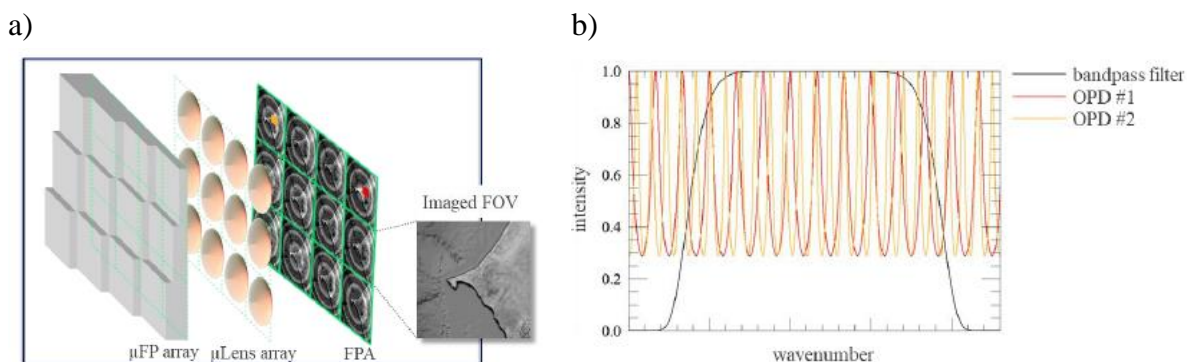 a)
b)
Imaged FOV
µFP array
µLens array
FPA
1.0
0.8
0.6
0.4
0.2
0.0
intensity
wavenumber
bandpass filter
OPD #1
OPD #2